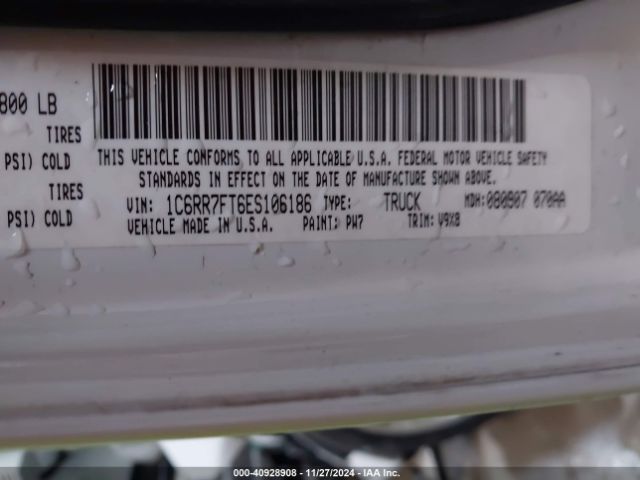 800 LB
TIRES
PSI) COLD
TIRES
PSI) COLD
THIS VEHICLE CONFORMS TO ALL APPLICABLE U.S.A. FEDERAL MOTOR VEHICLE SAFETY
STANDARDS IN EFFECT ON THE DATE OF MANUFACTURE SHOWN ABOVE.
VIN: 1C6RR7FT6ES106186 TYPE: TRUCK MDH: 080907 070AA
VEHICLE MADE IN U.S.A. PAINT: PW7 TRIM: V9X8
000-40928908 - 11/27/2024 - IAA Inc.